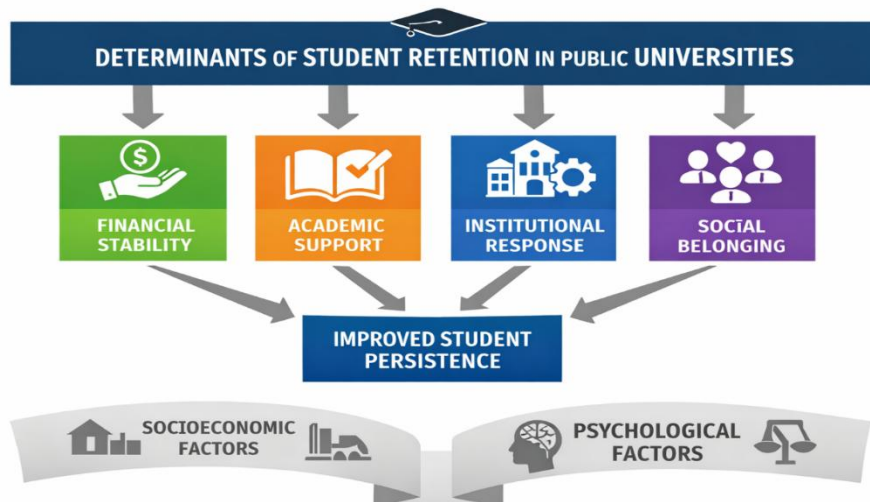 DETERMINANTS OF STUDENT RETENTION IN PUBLIC UNIVERSITIES
$
FINANCIAL
STABILITY
ACADEMIC
SUPPORT
INSTITUTIONAL
RESPONSE
SOCIAL
BELONGING
IMPROVED STUDENT
PERSISTENCE
SOCIOECONOMIC
FACTORS
PSYCHOLOGICAL
FACTORS